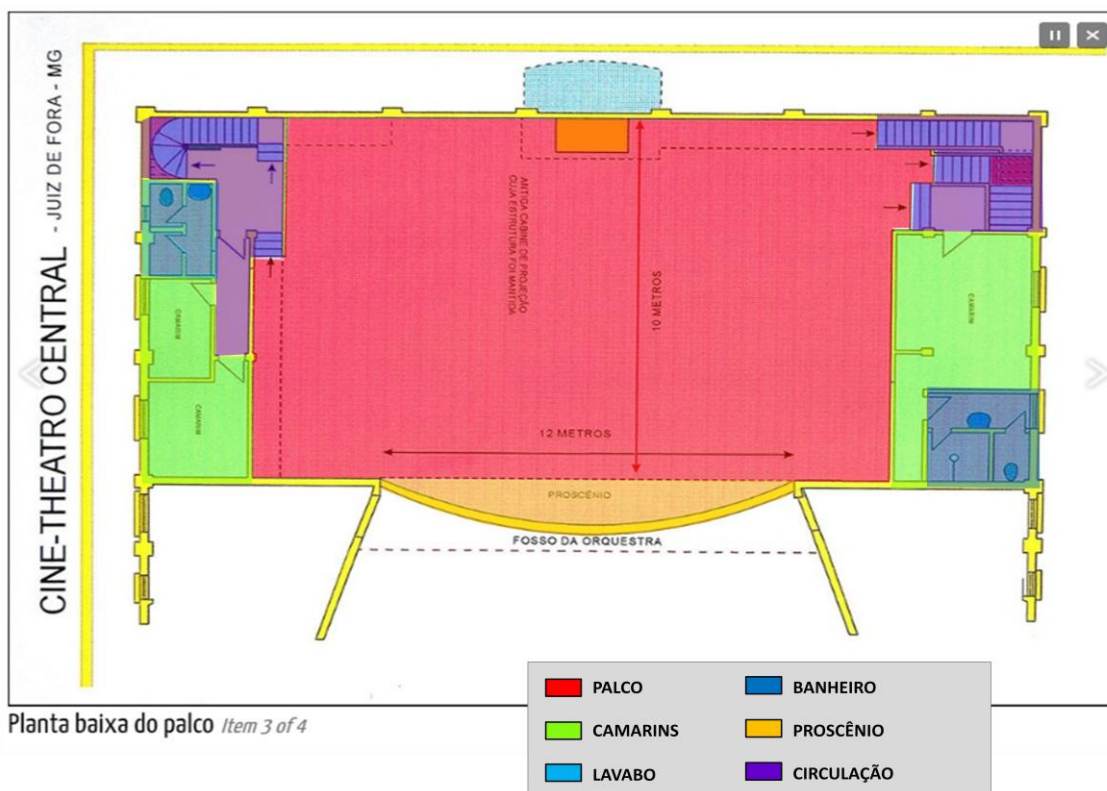 CINE-THEATRO CENTRAL - JUIZ DE FORA - MG
ANTIGA CABINE DE PROJEÇÃO
CUJA ESTRUTURA FOI MANTIDA
10 METROS
CAMARIM
CAMARIM
CAMARIM
12 METROS
PROSCÊNIO
FOSSO DA ORQUESTRA
Planta baixa do palco Item 3 of 4
PALCO
BANHEIRO
CAMARINS
PROSCÊNIO
LAVABO
CIRCULAÇÃO